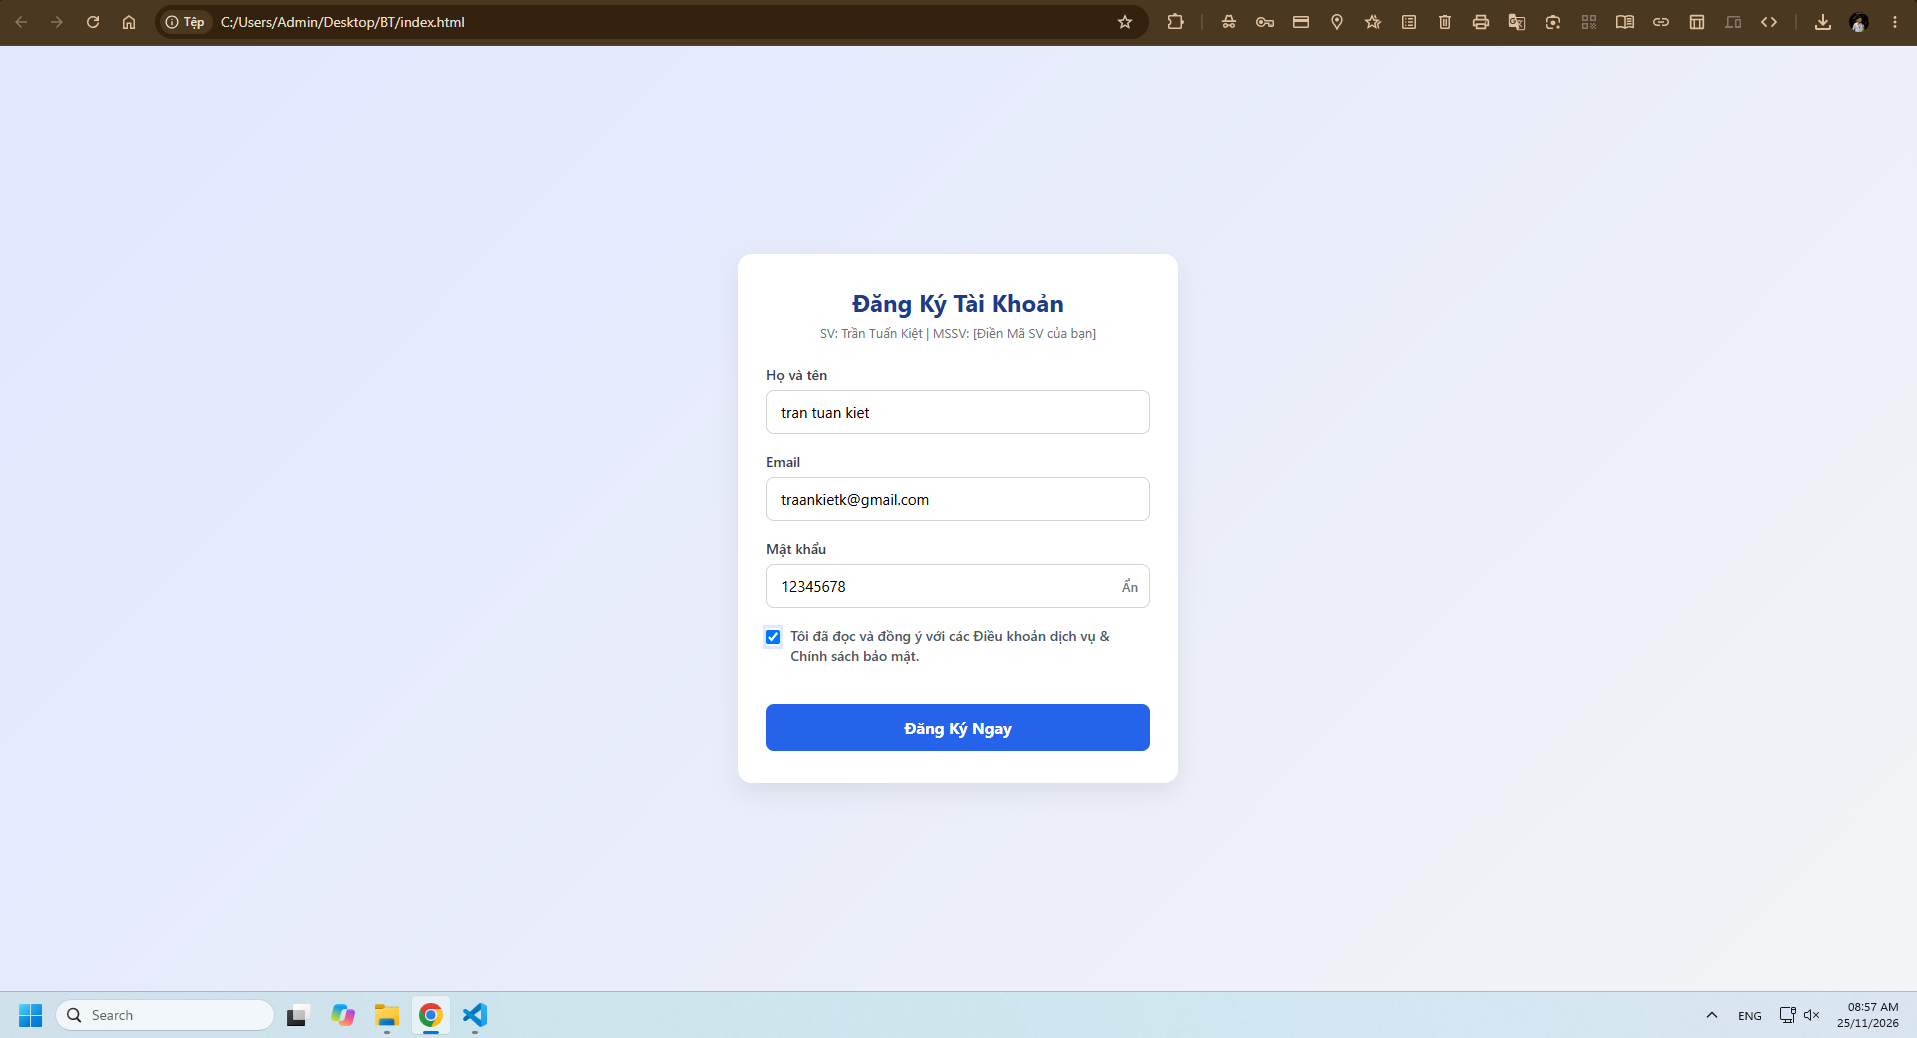 Tệp
C:/Users/Admin/Desktop/BT/index.html
Đăng Ký Tài Khoản
SV: Trần Tuấn Kiệt | MSSV: [Điền Mã SV của bạn]
Họ và tên
tran tuan kiet
Email
traankietk@gmail.com
Mật khẩu
12345678
Ẩn
Tôi đã đọc và đồng ý với các Điều khoản dịch vụ &
Chính sách bảo mật.
Đăng Ký Ngay
Search
ENG
08:57 AM
25/11/2026